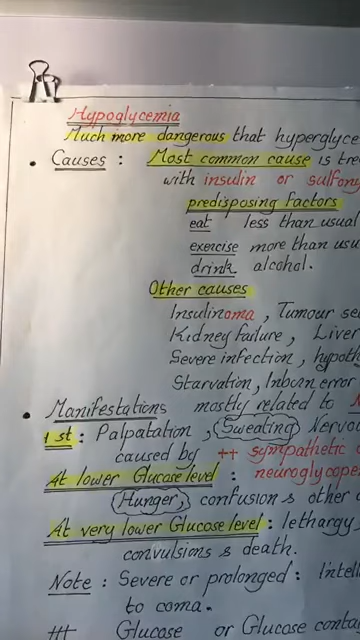 Hypoglycemia
Much more dangerous that hyperglyce
• Causes : Most common cause is tre
with insulin or sulfony
predisposing factors
eat less than usual
exercise more than usu
drink alcohol.
Other causes
Insulinoma , Tumour se
Kidney failure , Liver
Severe infection , hypoth
Starvation , Inborn error
• Manifestations mostly related to
1st : Palpatation , Sweating , Nervo
caused by ++ sympathetic
At lower Glucose level : neuroglycope
Hunger, confusion & other
At very lower Glucose level : lethargy
convulsions & death.
Note : Severe or prolonged : Intell
to coma.
ttt Glucose or Glucose conta